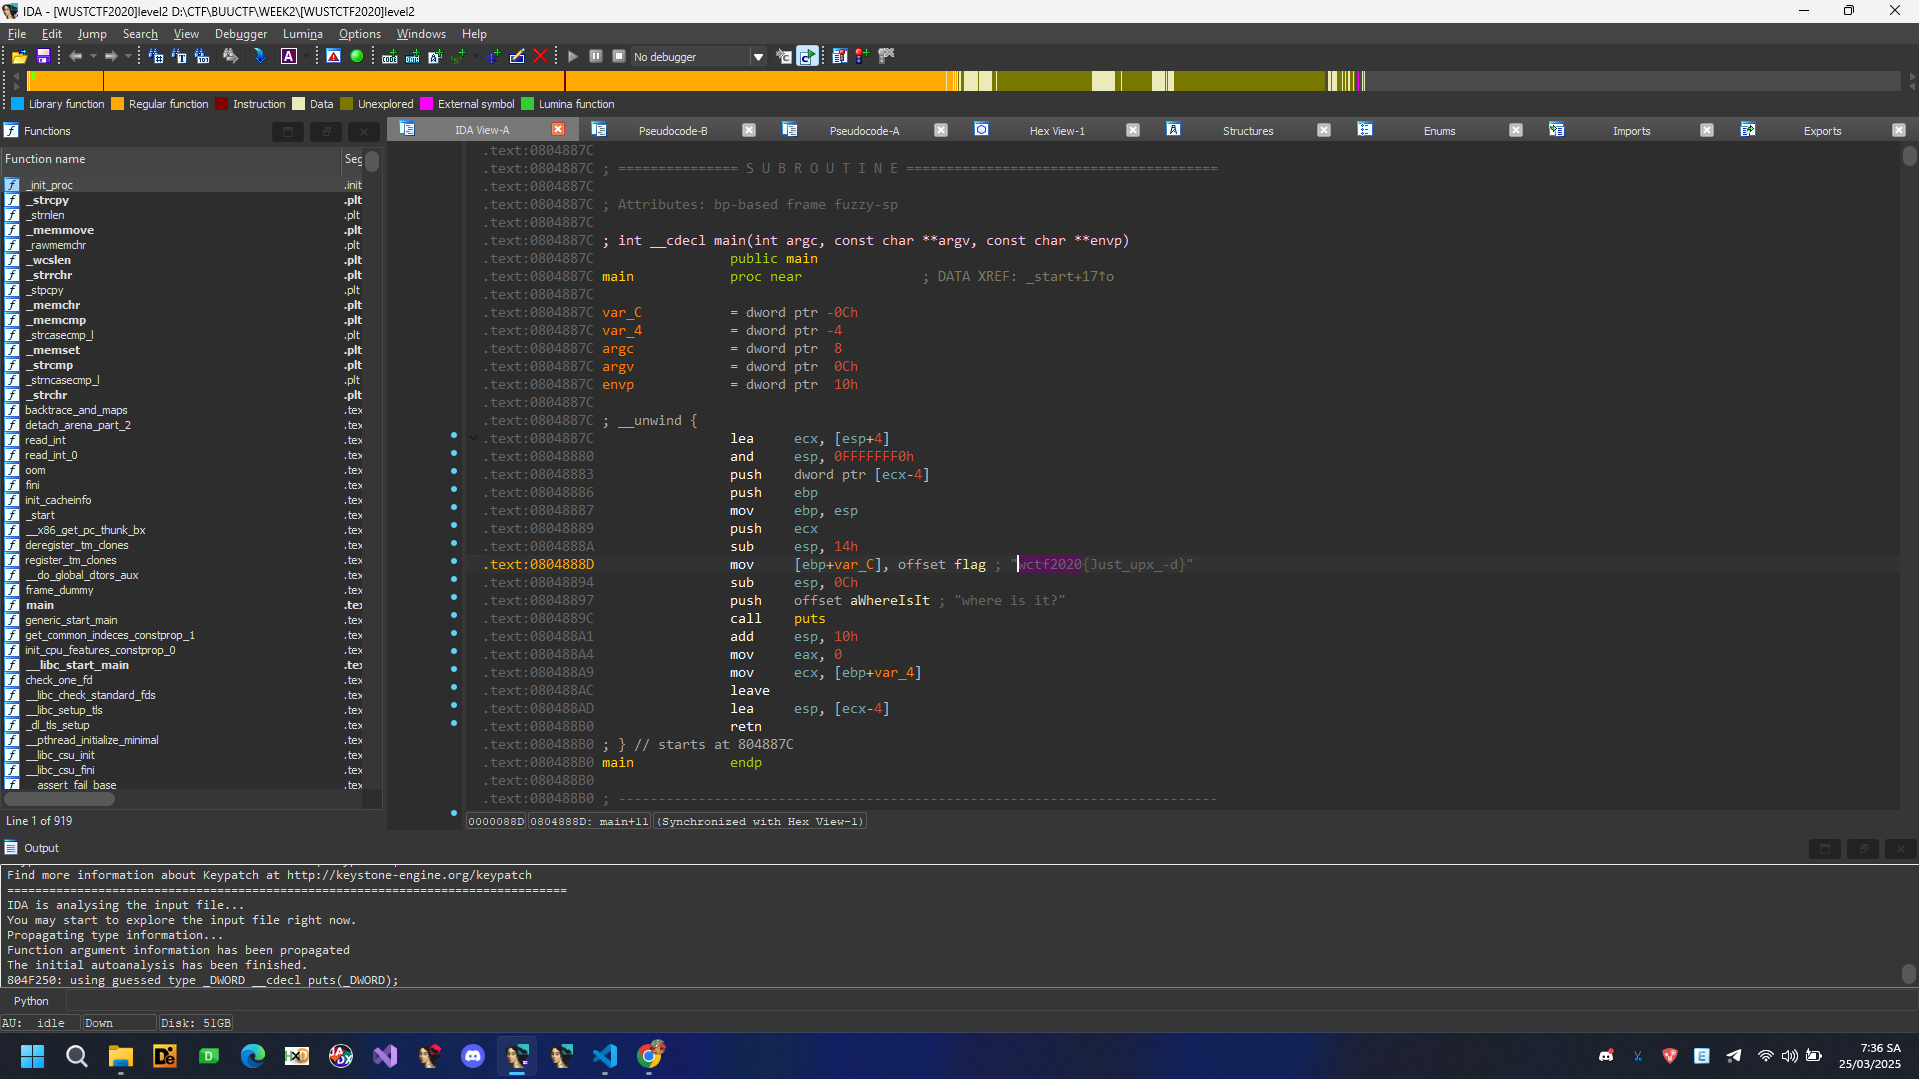 IDA - [WUSTCTF2020]level2 D:\CTF\BUUCTF\WEEK2\[WUSTCTF2020]level2
File Edit Jump Search View Debugger Lumina Options Windows Help
No debugger
Library function Regular function Instruction Data Unexplored External symbol Lumina function
Functions
IDA View-A Pseudocode-B Pseudocode-A Hex View-1 Structures Enums Imports Exports
Function name Seg
_init_proc .init
_strcpy .plt
_strnlen .plt
_memmove .plt
_rawmemchr .plt
_wcslen .plt
_strrchr .plt
_stpcpy .plt
_memchr .plt
_memcmp .plt
_strcasecmp_l .plt
_memset .plt
_strcmp .plt
_strncasecmp_l .plt
_strchr .plt
backtrace_and_maps .tex
detach_arena_part_2 .tex
read_int .tex
read_int_0 .tex
oom .tex
fini .tex
init_cacheinfo .tex
_start .tex
__x86_get_pc_thunk_bx .tex
deregister_tm_clones .tex
register_tm_clones .tex
__do_global_dtors_aux .tex
frame_dummy .tex
main .te
generic_start_main .tex
get_common_indeces_constprop_1 .tex
init_cpu_features_constprop_0 .tex
__libc_start_main .te
check_one_fd .tex
__libc_check_standard_fds .tex
__libc_setup_tls .tex
_dl_tls_setup .tex
__pthread_initialize_minimal .tex
__libc_csu_init .tex
__libc_csu_fini .tex
__assert_fail_base .tex
Line 1 of 919
.text:0804887C
.text:0804887C ; =============== S U B R O U T I N E =======================================
.text:0804887C
.text:0804887C ; Attributes: bp-based frame fuzzy-sp
.text:0804887C
.text:0804887C ; int __cdecl main(int argc, const char **argv, const char **envp)
.text:0804887C public main
.text:0804887C main proc near ; DATA XREF: _start+17↑o
.text:0804887C
.text:0804887C var_C = dword ptr -0Ch
.text:0804887C var_4 = dword ptr -4
.text:0804887C argc = dword ptr 8
.text:0804887C argv = dword ptr 0Ch
.text:0804887C envp = dword ptr 10h
.text:0804887C
.text:0804887C ; __unwind {
.text:0804887C lea ecx, [esp+4]
.text:08048880 and esp, 0FFFFFFF0h
.text:08048883 push dword ptr [ecx-4]
.text:08048886 push ebp
.text:08048887 mov ebp, esp
.text:08048889 push ecx
.text:0804888A sub esp, 14h
.text:0804888D mov [ebp+var_C], offset flag ; "wctf2020{Just_upx_-d}"
.text:08048894 sub esp, 0Ch
.text:08048897 push offset aWhereIsIt ; "where is it?"
.text:0804889C call puts
.text:080488A1 add esp, 10h
.text:080488A4 mov eax, 0
.text:080488A9 mov ecx, [ebp+var_4]
.text:080488AC leave
.text:080488AD lea esp, [ecx-4]
.text:080488B0 retn
.text:080488B0 ; } // starts at 804887C
.text:080488B0 main endp
.text:080488B0
.text:080488B0 ; ---------------------------------------------------------------------------
0000088D 0804888D: main+11 (Synchronized with Hex View-1)
Output
Find more information about Keypatch at http://keystone-engine.org/keypatch
================================================================================
IDA is analysing the input file...
You may start to explore the input file right now.
Propagating type information...
Function argument information has been propagated
The initial autoanalysis has been finished.
804F250: using guessed type _DWORD __cdecl puts(_DWORD);
Python
AU: idle Down Disk: 51GB
7:36 SA
25/03/2025